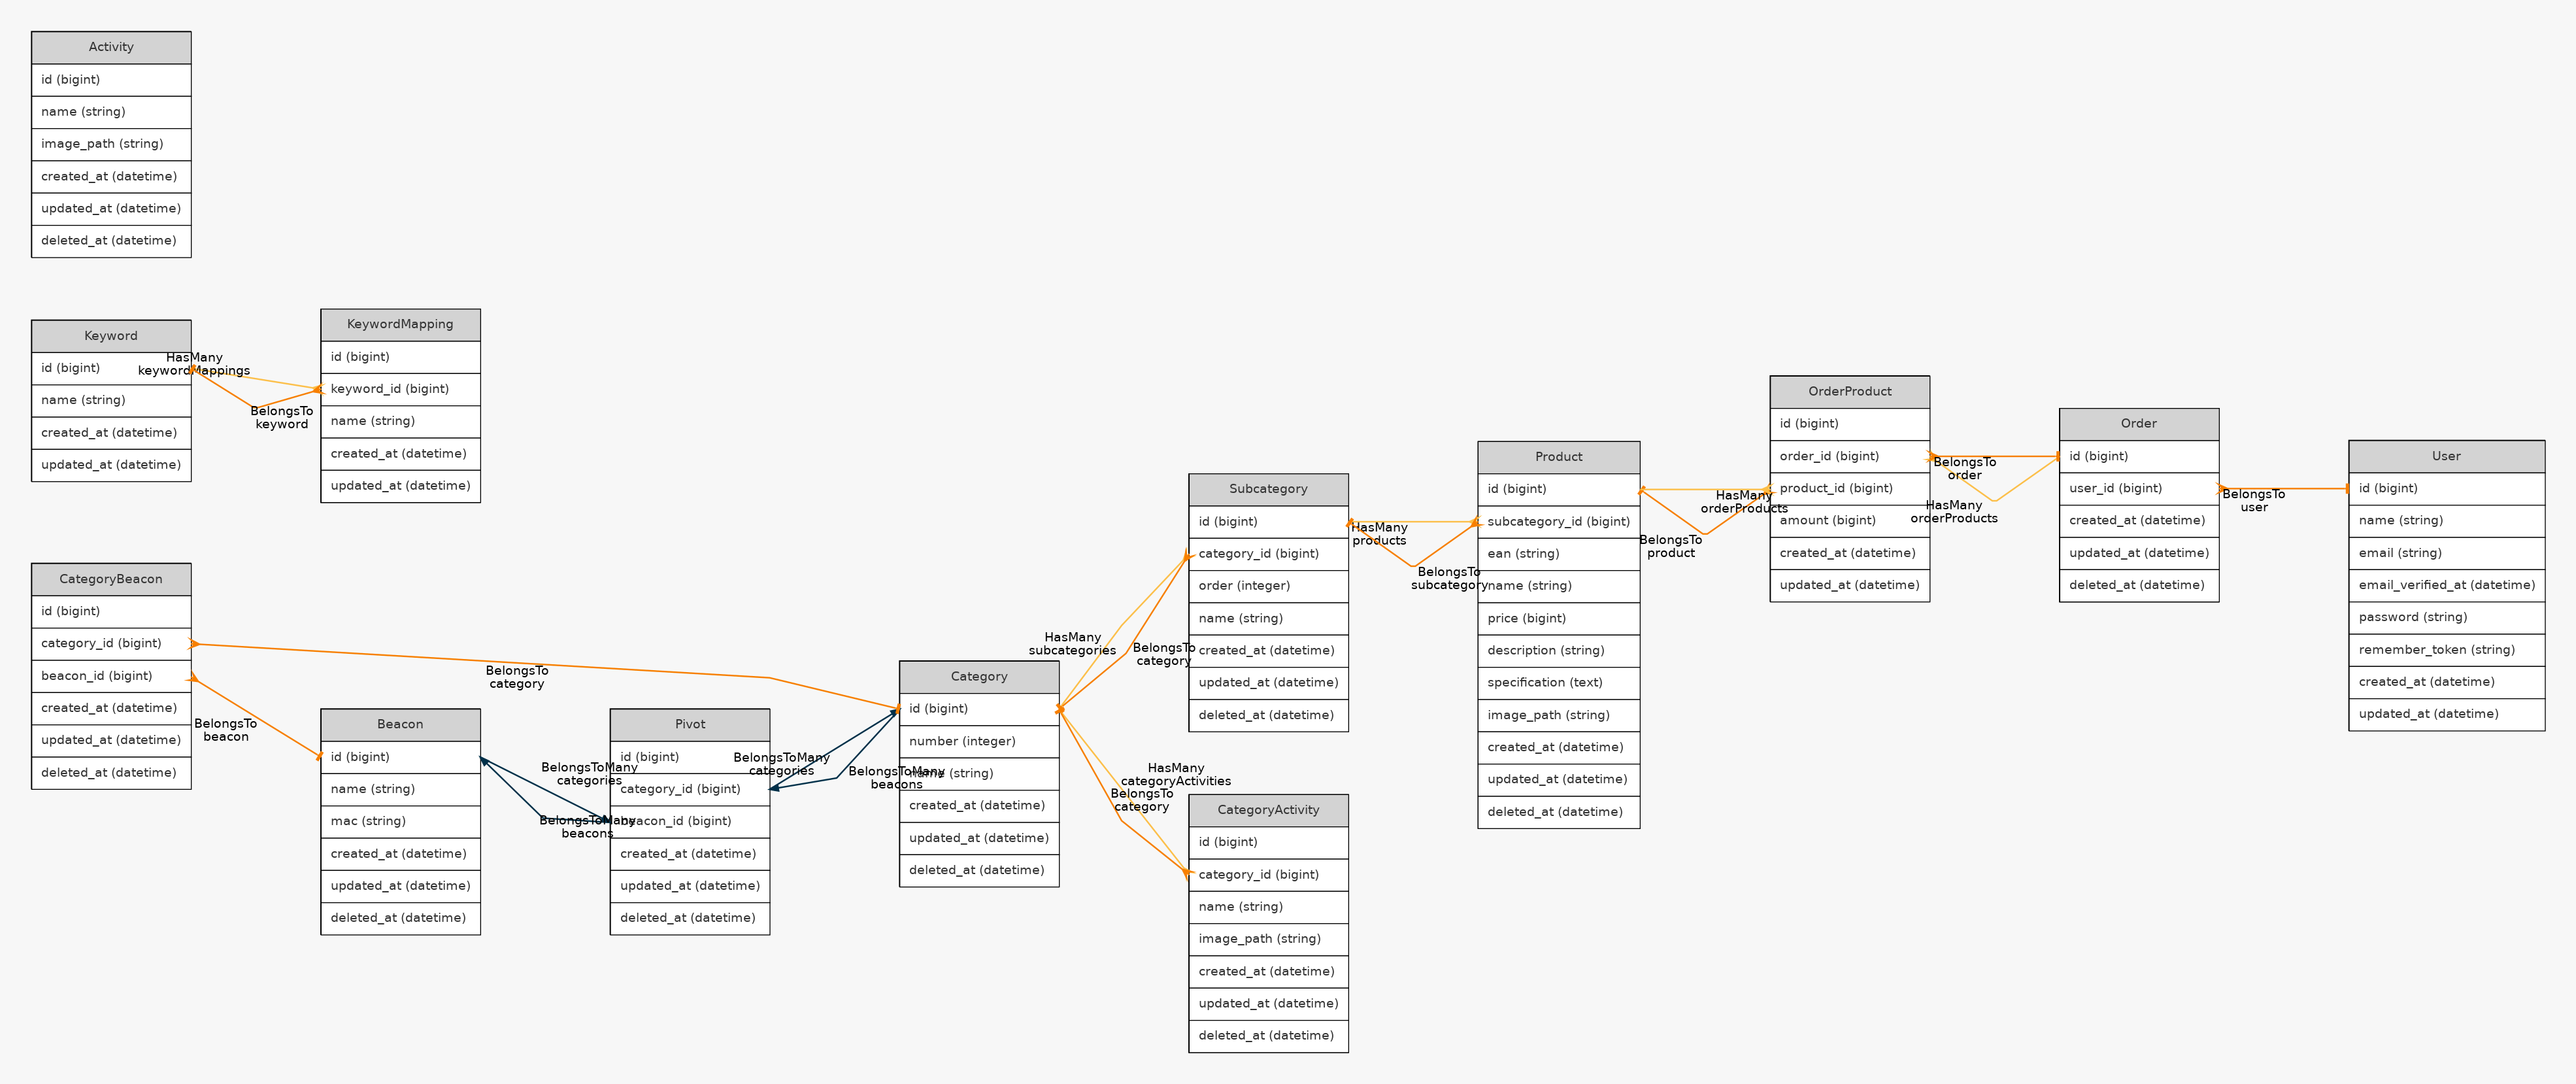 Activity
id (bigint)
name (string)
image_path (string)
created_at (datetime)
updated_at (datetime)
deleted_at (datetime)
Keyword
id (bigint)
name (string)
created_at (datetime)
updated_at (datetime)
HasMany
keywordMappings
BelongsTo
keyword
KeywordMapping
id (bigint)
keyword_id (bigint)
name (string)
created_at (datetime)
updated_at (datetime)
CategoryBeacon
id (bigint)
category_id (bigint)
beacon_id (bigint)
created_at (datetime)
updated_at (datetime)
deleted_at (datetime)
BelongsTo
category
BelongsTo
beacon
Beacon
id (bigint)
name (string)
mac (string)
created_at (datetime)
updated_at (datetime)
deleted_at (datetime)
BelongsToMany
categories
BelongsToMany
beacons
Pivot
id (bigint)
category_id (bigint)
beacon_id (bigint)
created_at (datetime)
updated_at (datetime)
deleted_at (datetime)
BelongsToMany
categories
BelongsToMany
beacons
Category
id (bigint)
number (integer)
name (string)
created_at (datetime)
updated_at (datetime)
deleted_at (datetime)
HasMany
subcategories
BelongsTo
category
HasMany
categoryActivities
BelongsTo
category
Subcategory
id (bigint)
category_id (bigint)
order (integer)
name (string)
created_at (datetime)
updated_at (datetime)
deleted_at (datetime)
CategoryActivity
id (bigint)
category_id (bigint)
name (string)
image_path (string)
created_at (datetime)
updated_at (datetime)
deleted_at (datetime)
HasMany
products
BelongsTo
subcategory
Product
id (bigint)
subcategory_id (bigint)
ean (string)
name (string)
price (bigint)
description (string)
specification (text)
image_path (string)
created_at (datetime)
updated_at (datetime)
deleted_at (datetime)
HasMany
orderProducts
BelongsTo
product
OrderProduct
id (bigint)
order_id (bigint)
product_id (bigint)
amount (bigint)
created_at (datetime)
updated_at (datetime)
BelongsTo
order
HasMany
orderProducts
Order
id (bigint)
user_id (bigint)
created_at (datetime)
updated_at (datetime)
deleted_at (datetime)
BelongsTo
user
User
id (bigint)
name (string)
email (string)
email_verified_at (datetime)
password (string)
remember_token (string)
created_at (datetime)
updated_at (datetime)